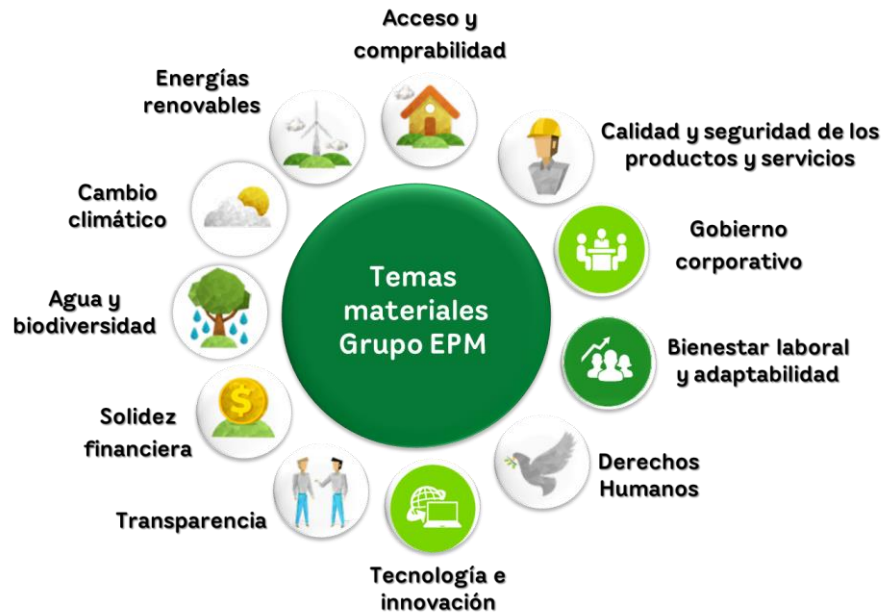 Acceso y
comprabilidad
Energías
renovables
Calidad y seguridad de los
productos y servicios
Cambio
climático
Gobierno
corporativo
Temas
materiales
Grupo EPM
Agua y
biodiversidad
Bienestar laboral
y adaptabilidad
Solidez
financiera
Derechos
Humanos
Transparencia
Tecnología e
innovación